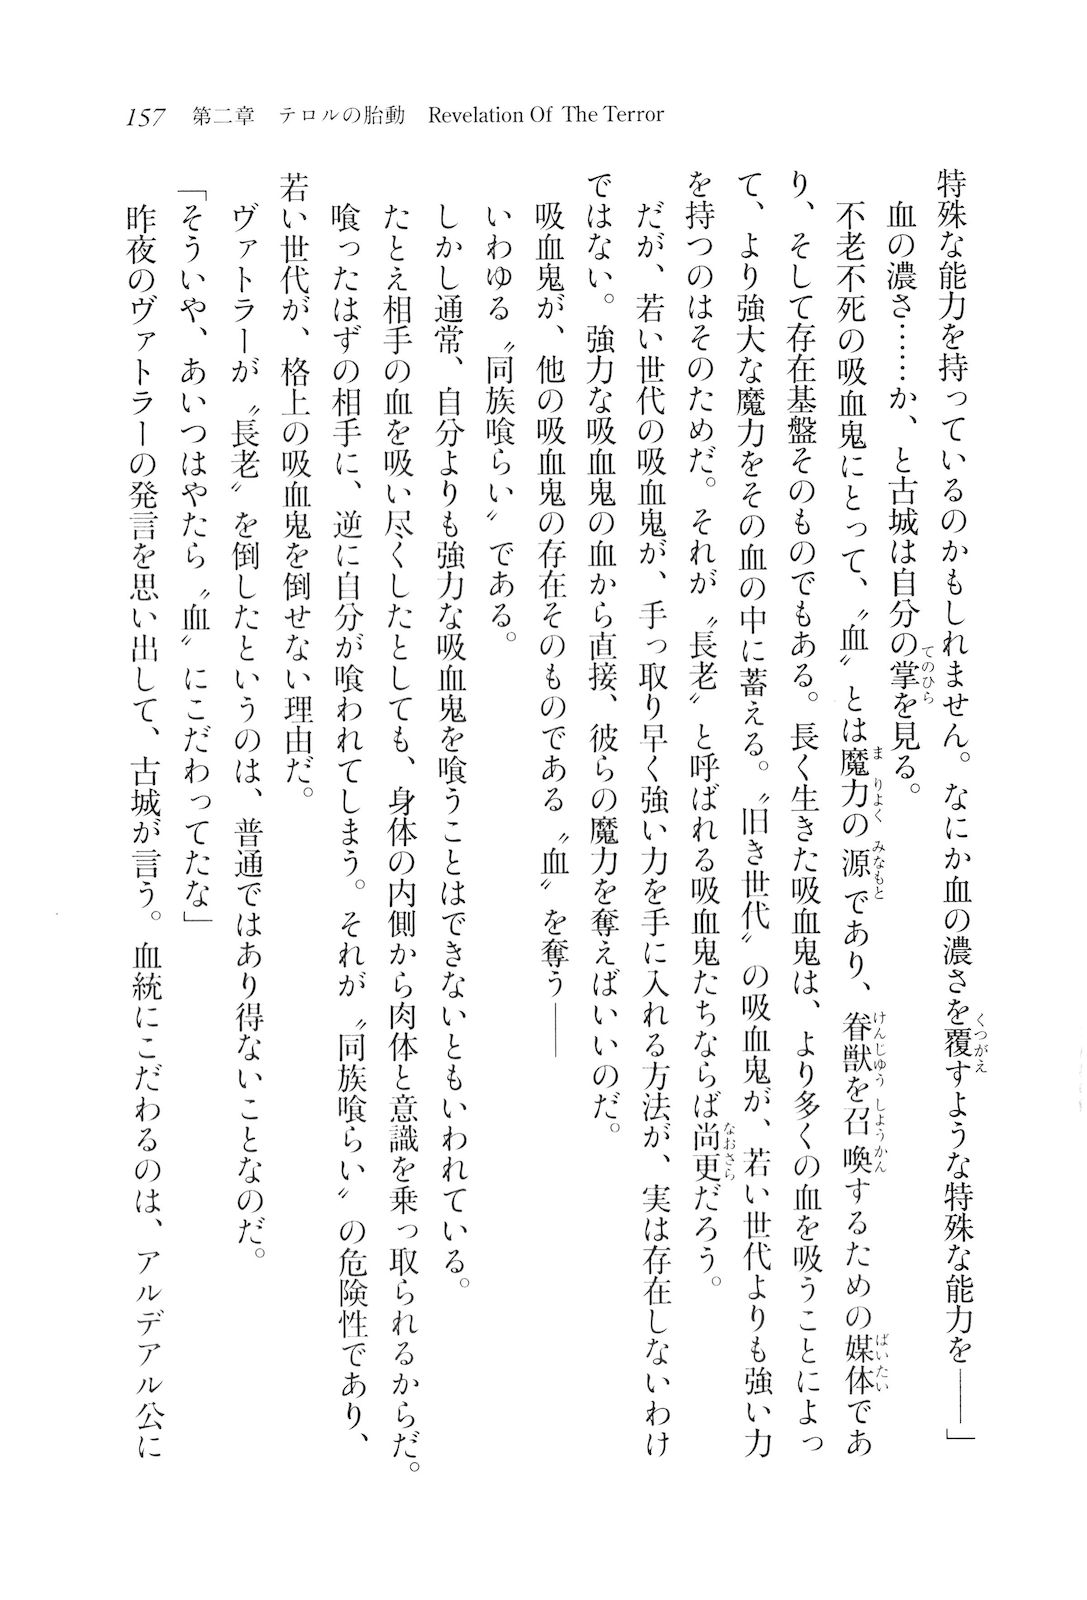 157 第二章 テロルの胎動 Revelation Of The Terror
特殊な能力を持っているのかもしれません。なにか血の濃さを覆すような特殊な能力を――」
血の濃さ……か、と古城は自分の掌を見る。
不老不死の吸血鬼にとって、〝血〟とは魔力の源であり、眷獣を召喚するための媒体であ
り、そして存在基盤そのものでもある。長く生きた吸血鬼は、より多くの血を吸うことによっ
て、より強大な魔力をその血の中に蓄える。〝旧き世代〟の吸血鬼が、若い世代よりも強い力
を持つのはそのためだ。それが〝長老〟と呼ばれる吸血鬼たちならば尚更だろう。
だが、若い世代の吸血鬼が、手っ取り早く強い力を手に入れる方法が、実は存在しないわけ
ではない。強力な吸血鬼の血から直接、彼らの魔力を奪えばいいのだ。
吸血鬼が、他の吸血鬼の存在そのものである〝血〟を奪う――
いわゆる〝同族喰らい〟である。
しかし通常、自分よりも強力な吸血鬼を喰うことはできないともいわれている。
たとえ相手の血を吸い尽くしたとしても、身体の内側から肉体と意識を乗っ取られるからだ。
喰ったはずの相手に、逆に自分が喰われてしまう。それが〝同族喰らい〟の危険性であり、
若い世代が、格上の吸血鬼を倒せない理由だ。
ヴァトラーが〝長老〟を倒したというのは、普通ではあり得ないことなのだ。
「そういや、あいつはやたら〝血〟にこだわってたな」
昨夜のヴァトラーの発言を思い出して、古城が言う。血統にこだわるのは、アルデアル公に